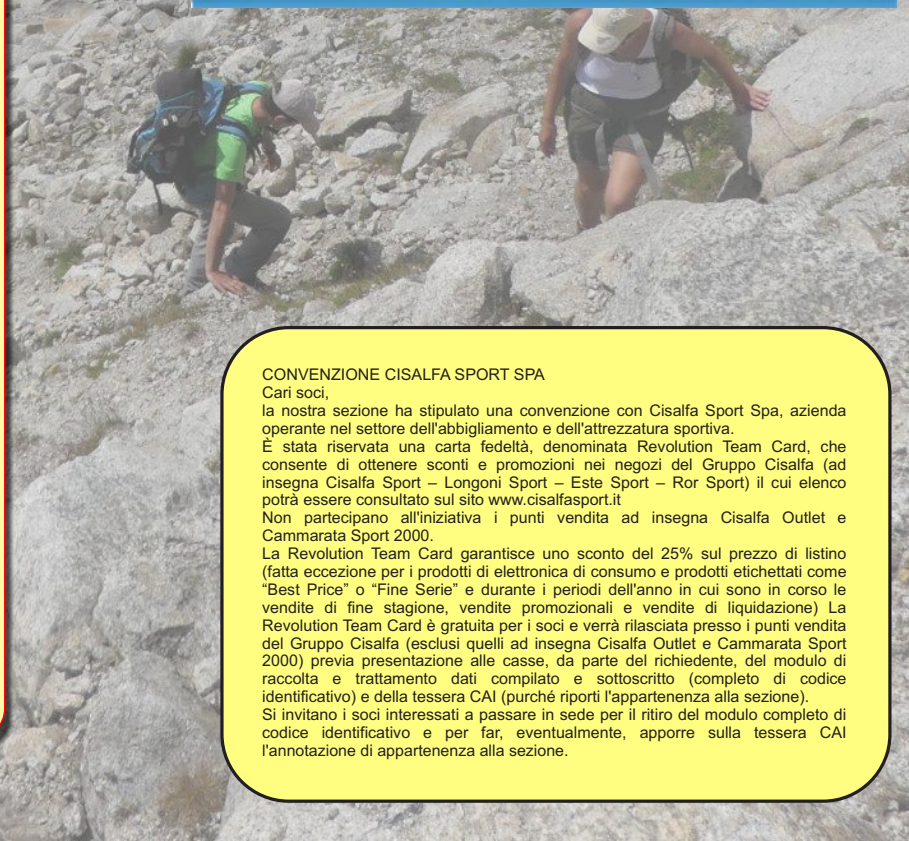 CONVENZIONE CISALFA SPORT SPA
Cari soci,
la nostra sezione ha stipulato una convenzione con Cisalfa Sport Spa, azienda
operante nel settore dell'abbigliamento e dell'attrezzatura sportiva.
È stata riservata una carta fedeltà, denominata Revolution Team Card, che
consente di ottenere sconti e promozioni nei negozi del Gruppo Cisalfa (ad
insegna Cisalfa Sport – Longoni Sport – Este Sport – Ror Sport) il cui elenco
potrà essere consultato sul sito www.cisalfasport.it
Non partecipano all'iniziativa i punti vendita ad insegna Cisalfa Outlet e
Cammarata Sport 2000.
La Revolution Team Card garantisce uno sconto del 25% sul prezzo di listino
(fatta eccezione per i prodotti di elettronica di consumo e prodotti etichettati come
“Best Price” o “Fine Serie” e durante i periodi dell'anno in cui sono in corso le
vendite di fine stagione, vendite promozionali e vendite di liquidazione) La
Revolution Team Card è gratuita per i soci e verrà rilasciata presso i punti vendita
del Gruppo Cisalfa (esclusi quelli ad insegna Cisalfa Outlet e Cammarata Sport
2000) previa presentazione alle casse, da parte del richiedente, del modulo di
raccolta e trattamento dati compilato e sottoscritto (completo di codice
identificativo) e della tessera CAI (purché riporti l'appartenenza alla sezione).
Si invitano i soci interessati a passare in sede per il ritiro del modulo completo di
codice identificativo e per far, eventualmente, apporre sulla tessera CAI
l'annotazione di appartenenza alla sezione.